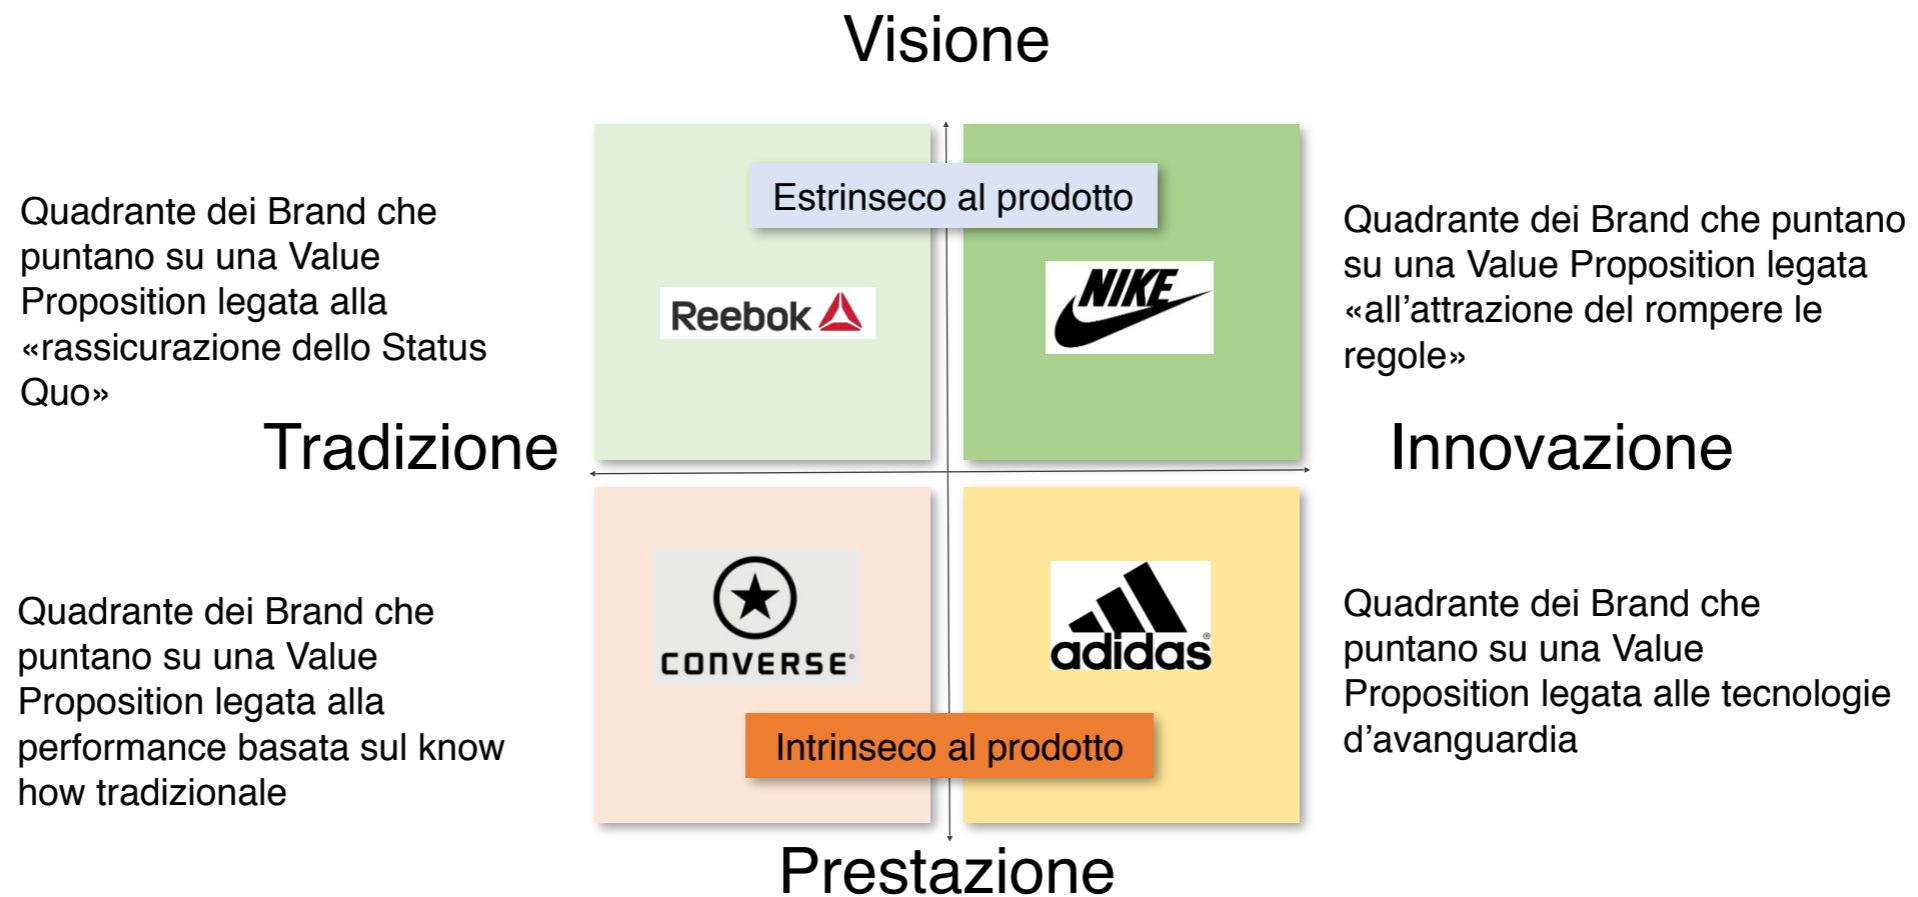 Visione
Estrinseco al prodotto
Quadrante dei Brand che
puntano su una Value
Proposition legata alla
«rassicurazione dello Status
Quo»
Reebok
NIKE
Quadrante dei Brand che puntano
su una Value Proposition legata
«all’attrazione del rompere le
regole»
Tradizione
Innovazione
Quadrante dei Brand che
puntano su una Value
Proposition legata alla
performance basata sul know
how tradizionale
CONVERSE
adidas®
Quadrante dei Brand che
puntano su una Value
Proposition legata alle tecnologie
d’avanguardia
Intrinseco al prodotto
Prestazione